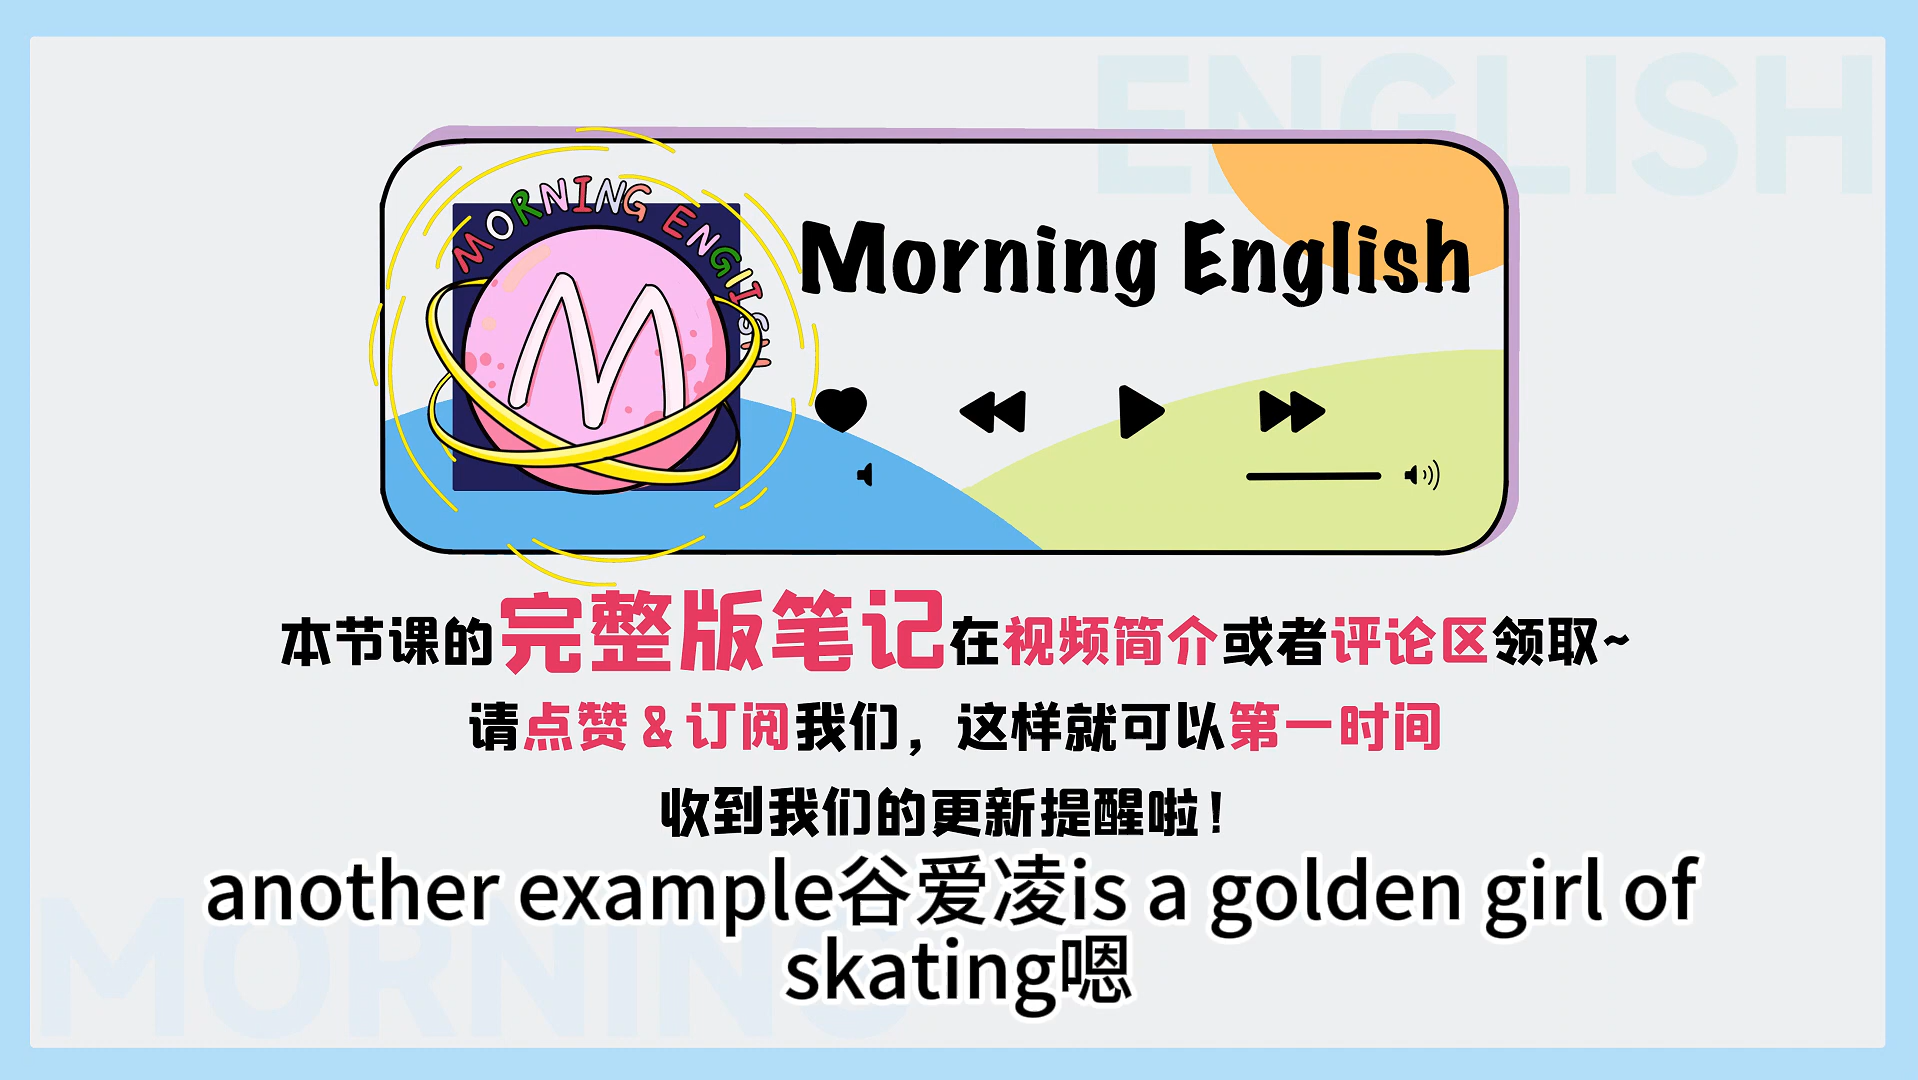 ENGLISH
MORNING ENGLISH
M
Morning English
本节课的完整版笔记在视频简介或者评论区领取~
请点赞&订阅我们，这样就可以第一时间
收到我们的更新提醒啦！
MORNING
another example谷爱凌is a golden girl of
skating嗯